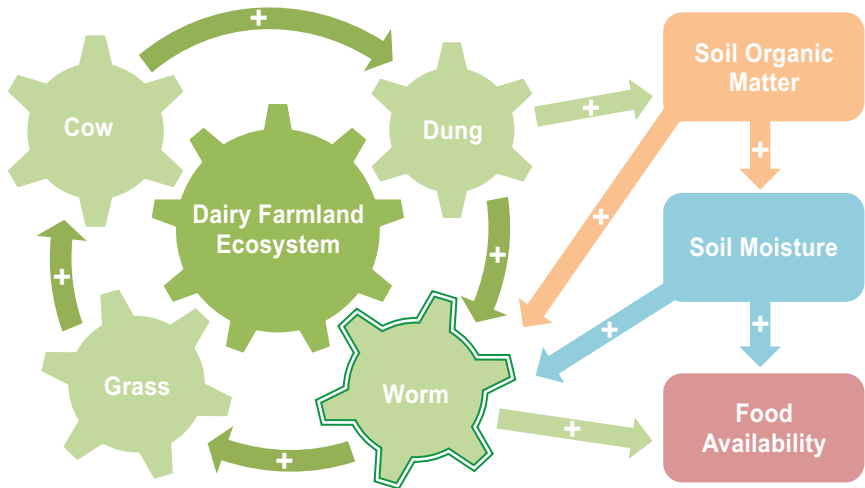 +
Cow
Dung
+
Soil Organic
Matter
+
+
Dairy Farmland
Ecosystem
+
Soil Moisture
+
+
+
+
Grass
Worm
+
+
Food
Availability